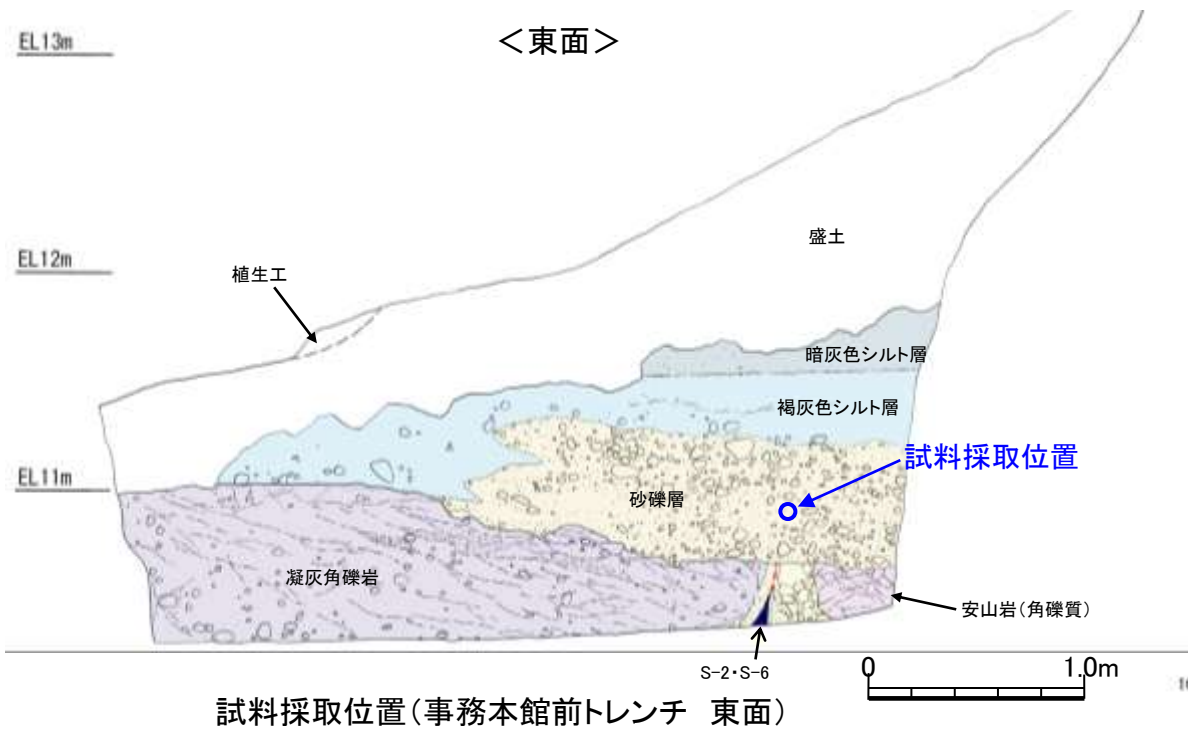 EL13m
<東面>
盛土
EL12m
植生工
暗灰色シルト層
褐灰色シルト層
試料採取位置
EL11m
砂礫層
凝灰角礫岩
安山岩(角礫質)
S-2・S-6
0 1.0m
試料採取位置(事務本館前トレンチ 東面)